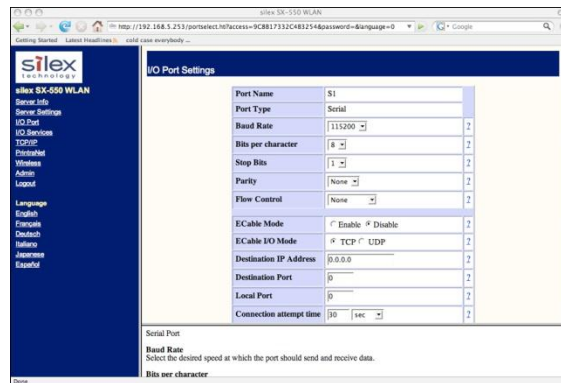 silex SX-550 WLAN
http://192.168.5.253/portselect.htl?access=9C8817332C483254&password=&language=0
Google
Getting Started Latest Headlines cold case everybody ...
silex
technology
silex SX-550 WLAN
Server Info
Server Settings
I/O Port
I/O Services
TCP/IP
PrintraNet
Wireless
Admin
Logout
Language
English
Français
Deutsch
Italiano
Japanese
Español
I/O Port Settings
Port Name S1
Port Type Serial
Baud Rate 115200 ?
Bits per character 8 ?
Stop Bits 1 ?
Parity None ?
Flow Control None ?
ECable Mode Enable Disable ?
ECable I/O Mode TCP UDP ?
Destination IP Address 0.0.0.0 ?
Destination Port 0 ?
Local Port 0 ?
Connection attempt time 30 sec ?
Serial Port
Baud Rate
Select the desired speed at which the port should send and receive data.
Bits per character
Done